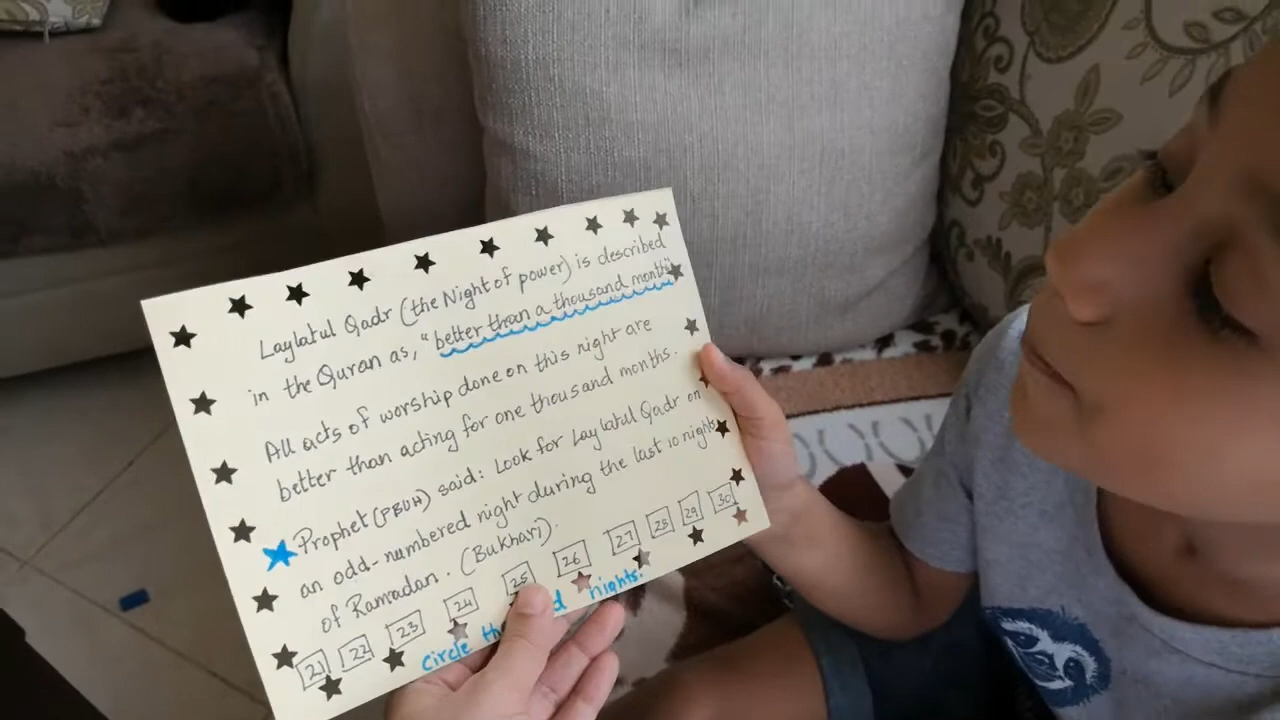 Laylatul Qadr (the Night of power) is described
in the Quran as, "better than a thousand months"
All acts of worship done on this night are
better than acting for one thousand months.
Prophet (PBUH) said: Look for Laylatul Qadr on
an odd-numbered night during the last 10 nights
of Ramadan. (Bukhari).
21 22 23 24 25 26 27 28 29 30
circle nights.